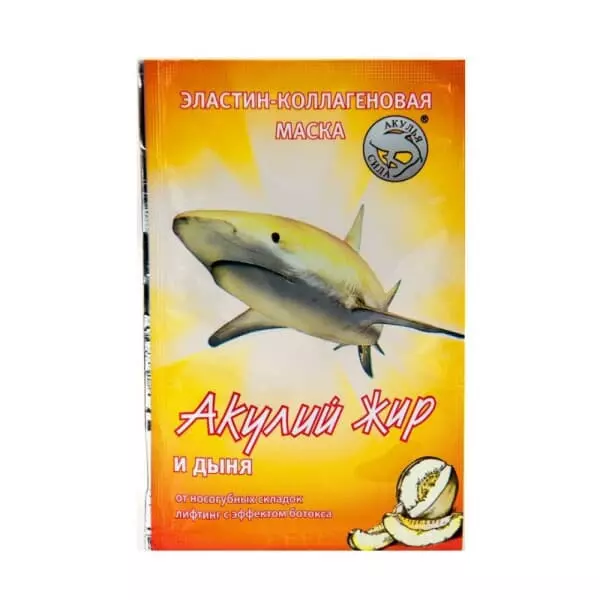 ЭЛАСТИН-КОЛЛАГЕНОВАЯ
МАСКА
АКУЛЬЯ
СИЛА
®
Акулий жир
и дыня
от носогубных складок
лифтинг с эффектом ботокса